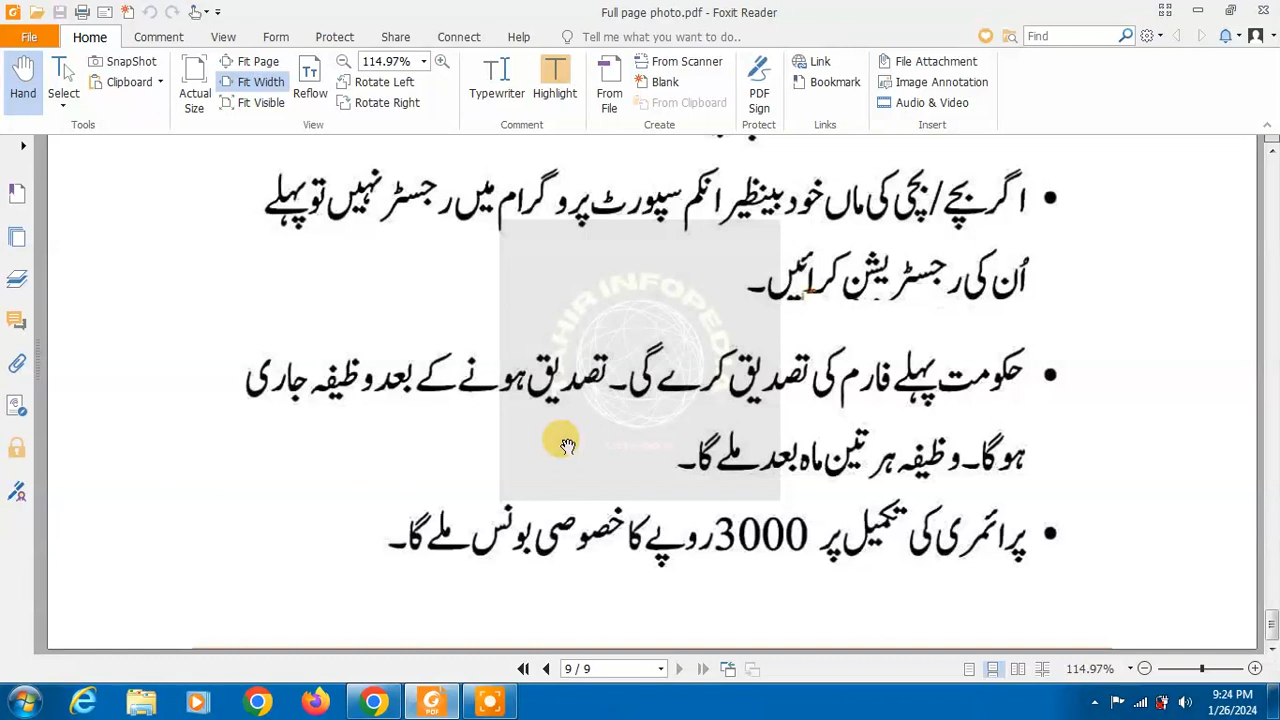 Full page photo.pdf - Foxit Reader
File Home Comment View Form Protect Share Connect Help Tell me what you want to do.. Find
Hand
Select
SnapShot
Clipboard
Actual Size
Fit Page
Fit Width
Fit Visible
Reflow
114.97%
Rotate Left
Rotate Right
Typewriter
Highlight
From File
From Scanner
Blank
From Clipboard
PDF Sign
Link
Bookmark
File Attachment
Image Annotation
Audio & Video
Tools View Comment Create Protect Links Insert
اگر بچے/بچی کی ماں خود بینظیر انکم سپورٹ پروگرام میں رجسٹر نہیں تو پہلے
اُن کی رجسٹریشن کرائیں۔
حکومت پہلے فارم کی تصدیق کرے گی۔ تصدیق ہونے کے بعد وظیفہ جاری
ہوگا۔ وظیفہ ہر تین ماہ بعد ملے گا۔
پرائمری کی تکمیل پر 3000 روپے کا خصوصی بونس ملے گا۔
9 / 9
114.97%
9:24 PM
1/26/2024